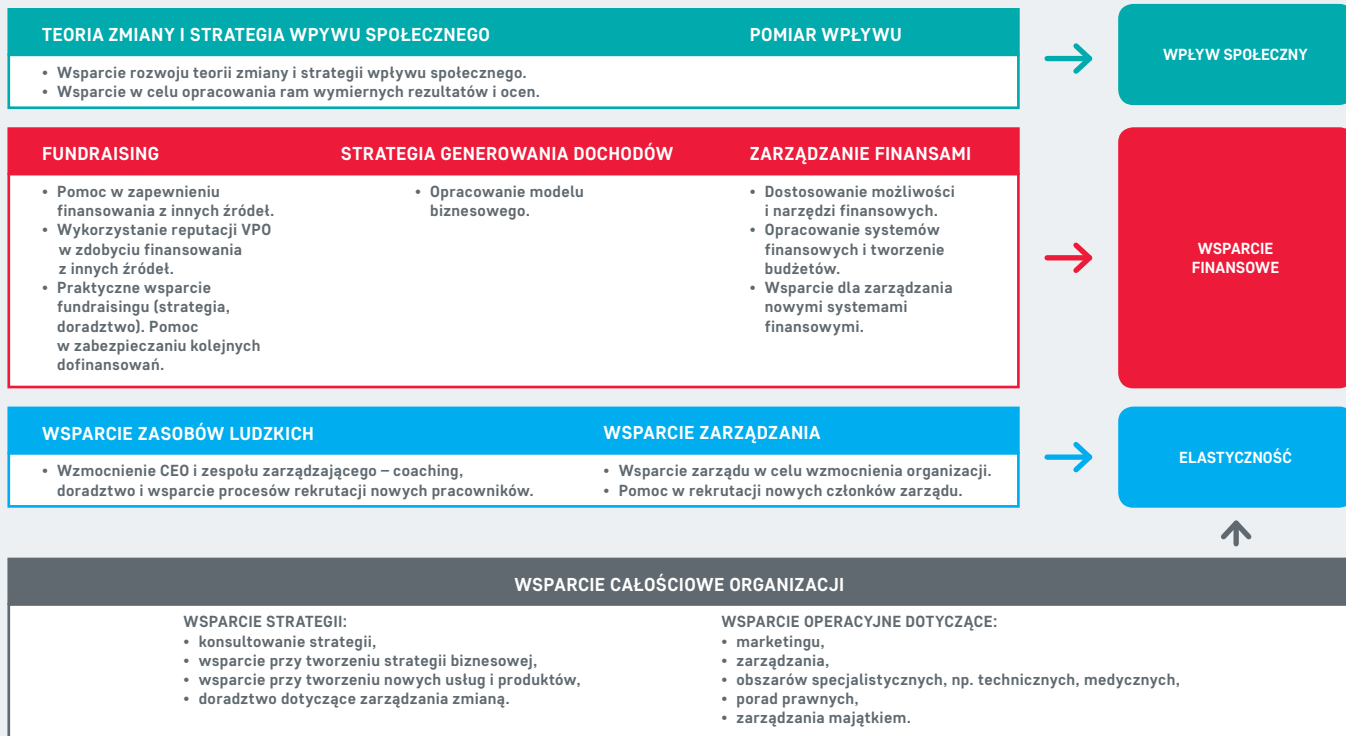 TEORIA ZMIANY I STRATEGIA WPYWU SPOŁECZNEGO
POMIAR WPŁYWU
• Wsparcie rozwoju teorii zmiany i strategii wpływu społecznego.
• Wsparcie w celu opracowania ram wymiernych rezultatów i ocen.
WPŁYW SPOŁECZNY
FUNDRAISING
• Pomoc w zapewnieniu
finansowania z innych źródeł.
• Wykorzystanie reputacji VPO
w zdobyciu finansowania
z innych źródeł.
• Praktyczne wsparcie
fundraisingu (strategia,
doradztwo). Pomoc
w zabezpieczaniu kolejnych
dofinansowań.
STRATEGIA GENEROWANIA DOCHODÓW
• Opracowanie modelu
biznesowego.
ZARZĄDZANIE FINANSAMI
• Dostosowanie możliwości
i narzędzi finansowych.
• Opracowanie systemów
finansowych i tworzenie
budżetów.
• Wsparcie dla zarządzania
nowymi systemami
finansowymi.
WSPARCIE
FINANSOWE
WSPARCIE ZASOBÓW LUDZKICH
• Wzmocnienie CEO i zespołu zarządzającego – coaching,
doradztwo i wsparcie procesów rekrutacji nowych pracowników.
WSPARCIE ZARZĄDZANIA
• Wsparcie zarządu w celu wzmocnienia organizacji.
• Pomoc w rekrutacji nowych członków zarządu.
ELASTYCZNOŚĆ
WSPARCIE CAŁOŚCIOWE ORGANIZACJI
WSPARCIE STRATEGII:
• konsultowanie strategii,
• wsparcie przy tworzeniu strategii biznesowej,
• wsparcie przy tworzeniu nowych usług i produktów,
• doradztwo dotyczące zarządzania zmianą.
WSPARCIE OPERACYJNE DOTYCZĄCE:
• marketingu,
• zarządzania,
• obszarów specjalistycznych, np. technicznych, medycznych,
• porad prawnych,
• zarządzania majątkiem.